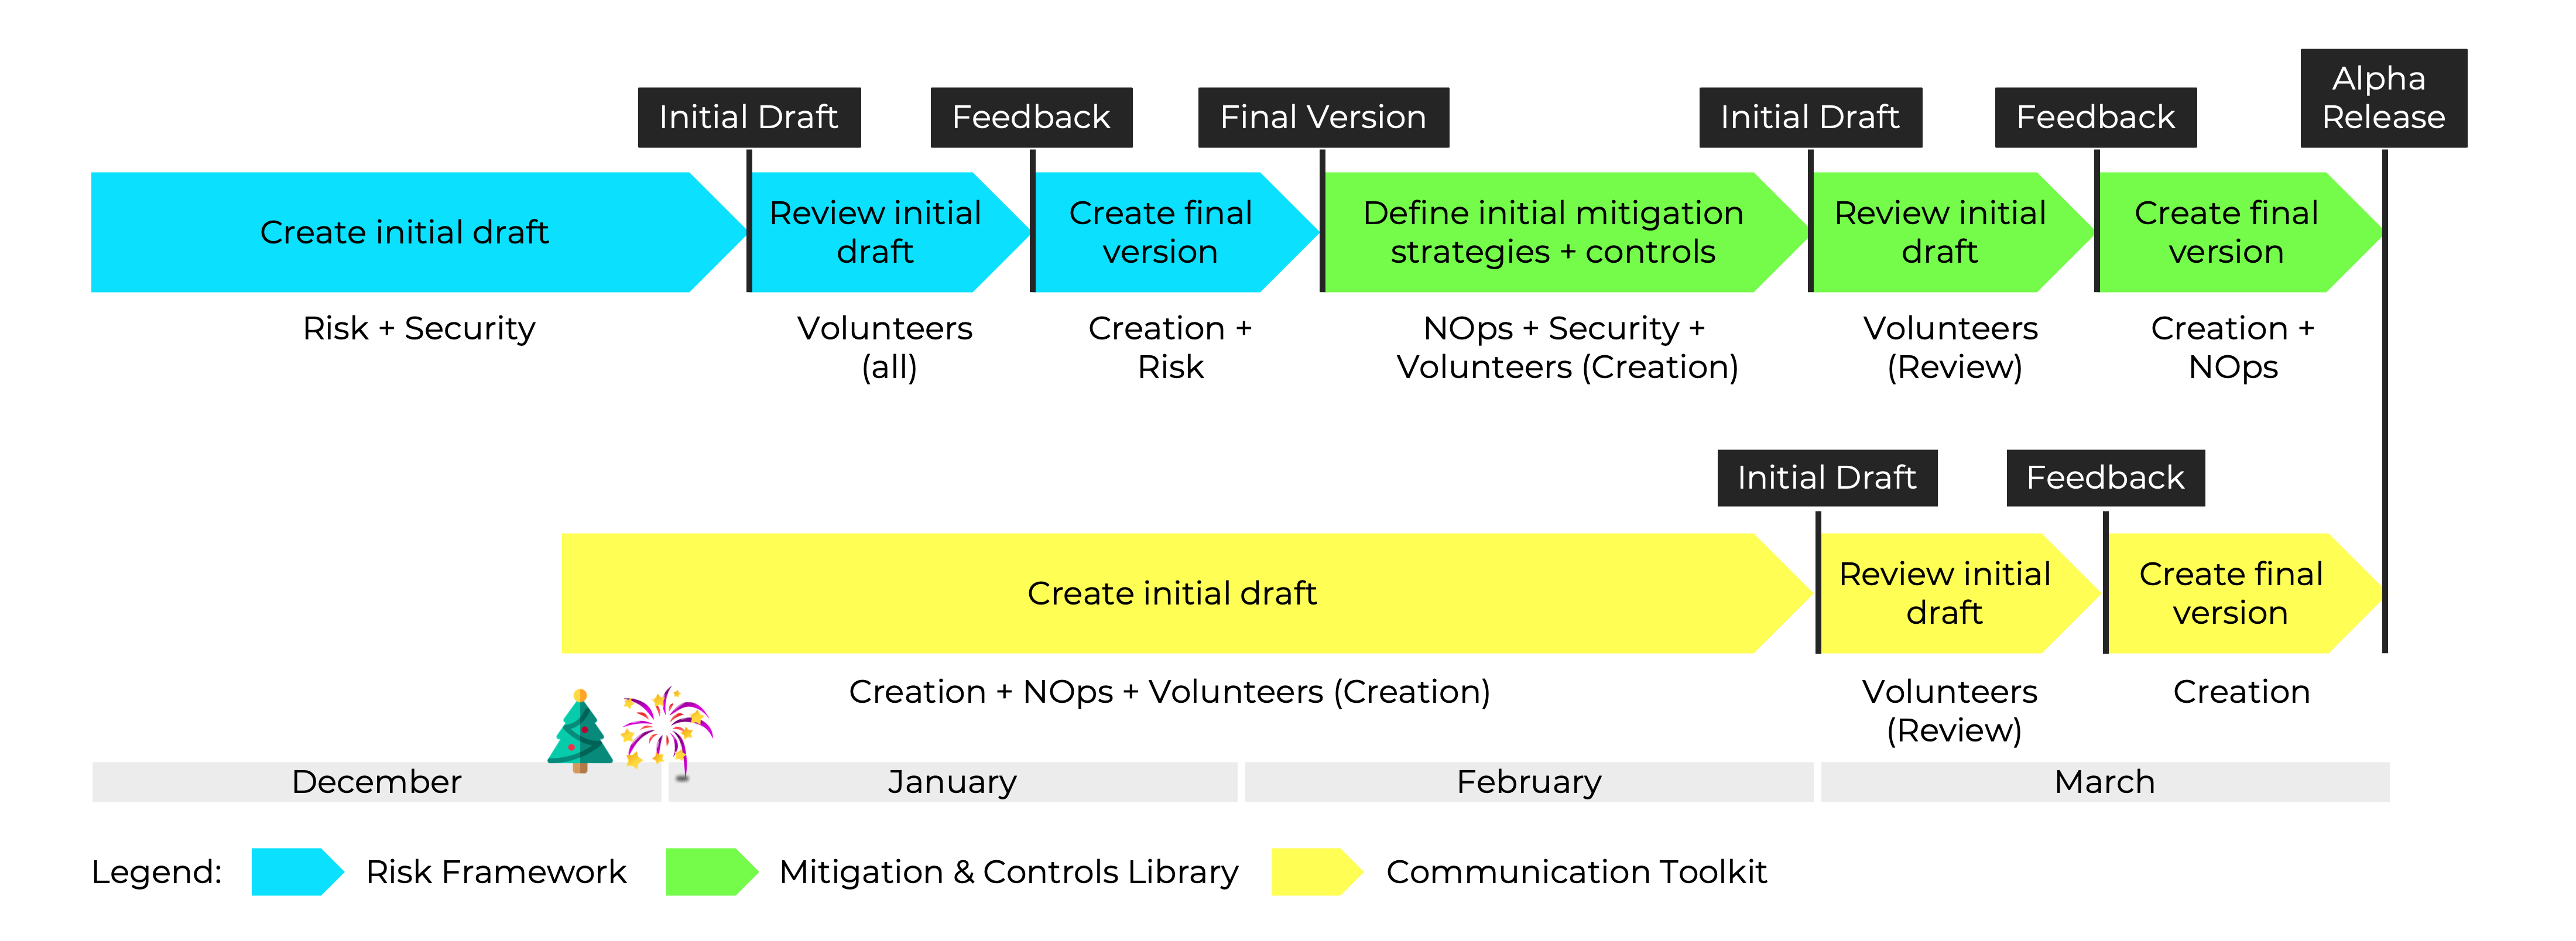 Alpha
Release
Initial Draft
Feedback
Final Version
Initial Draft
Feedback
Create initial draft
Review initial
draft
Create final
version
Define initial mitigation
strategies + controls
Review initial
draft
Create final
version
Risk + Security
Volunteers
(all)
Creation +
Risk
NOps + Security +
Volunteers (Creation)
Volunteers
(Review)
Creation +
NOps
Initial Draft
Feedback
Create initial draft
Review initial
draft
Create final
version
Creation + NOps + Volunteers (Creation)
Volunteers
(Review)
Creation
December
January
February
March
Legend:
Risk Framework
Mitigation & Controls Library
Communication Toolkit